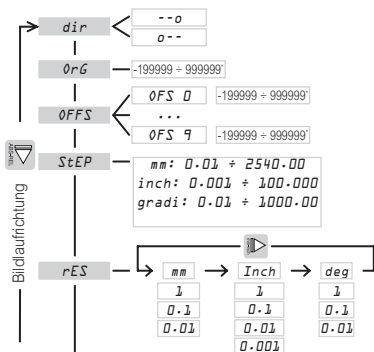 dir
--o
o--
OrG
-199999 ÷ 999999*
OFFS
OFS 0
-199999 ÷ 999999*
...
OFS 9
-199999 ÷ 999999*
StEP
mm: 0.01 ÷ 2540.00
inch: 0.001 ÷ 100.000
gradi: 0.01 ÷ 1000.00
Bildlaufrichtung
rES
mm
Inch
deg
1
1
1
0.1
0.1
0.1
0.01
0.01
0.01
0.001